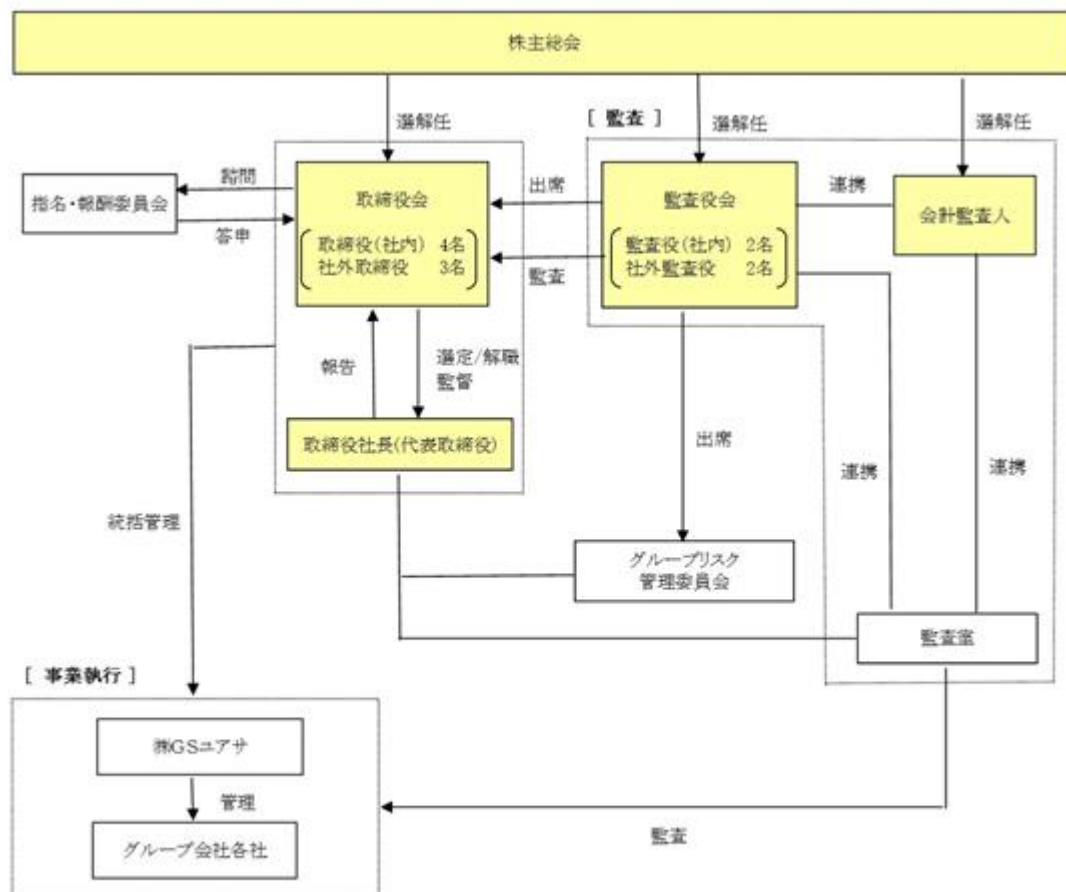 株主総会
選解任
[ 監査 ]
選解任
選解任
諮問
指名・報酬委員会
答申
取締役会
取締役(社内) 4名
社外取締役 3名
出席
監査
監査役会
監査役(社内) 2名
社外監査役 2名
連携
会計監査人
報告
選定/解職
監督
取締役社長(代表取締役)
出席
連携
連携
統括管理
グループリスク
管理委員会
監査室
[ 事業執行 ]
㈱GSユアサ
管理
グループ会社各社
監査